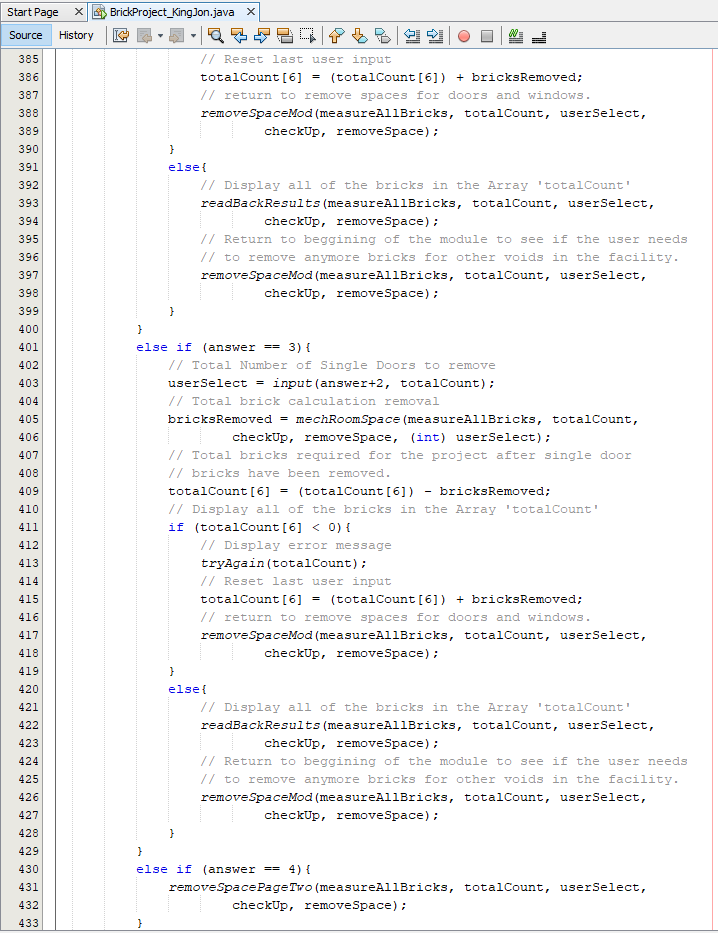 Start Page
BrickProject_KingJon.java
Source
History
385 // Reset last user input
386 totalCount[6] = (totalCount[6]) + bricksRemoved;
387 // return to remove spaces for doors and windows.
388 removeSpaceMod(measureAllBricks, totalCount, userSelect,
389 checkUp, removeSpace);
390 }
391 else{
392 // Display all of the bricks in the Array 'totalCount'
393 readBackResults(measureAllBricks, totalCount, userSelect,
394 checkUp, removeSpace);
395 // Return to beggining of the module to see if the user needs
396 // to remove anymore bricks for other voids in the facility.
397 removeSpaceMod(measureAllBricks, totalCount, userSelect,
398 checkUp, removeSpace);
399 }
400 }
401 else if (answer == 3){
402 // Total Number of Single Doors to remove
403 userSelect = input(answer+2, totalCount);
404 // Total brick calculation removal
405 bricksRemoved = mechRoomSpace(measureAllBricks, totalCount,
406 checkUp, removeSpace, (int) userSelect);
407 // Total bricks required for the project after single door
408 // bricks have been removed.
409 totalCount[6] = (totalCount[6]) - bricksRemoved;
410 // Display all of the bricks in the Array 'totalCount'
411 if (totalCount[6] < 0){
412 // Display error message
413 tryAgain(totalCount);
414 // Reset last user input
415 totalCount[6] = (totalCount[6]) + bricksRemoved;
416 // return to remove spaces for doors and windows.
417 removeSpaceMod(measureAllBricks, totalCount, userSelect,
418 checkUp, removeSpace);
419 }
420 else{
421 // Display all of the bricks in the Array 'totalCount'
422 readBackResults(measureAllBricks, totalCount, userSelect,
423 checkUp, removeSpace);
424 // Return to beggining of the module to see if the user needs
425 // to remove anymore bricks for other voids in the facility.
426 removeSpaceMod(measureAllBricks, totalCount, userSelect,
427 checkUp, removeSpace);
428 }
429 }
430 else if (answer == 4){
431 removeSpacePageTwo(measureAllBricks, totalCount, userSelect,
432 checkUp, removeSpace);
433 }